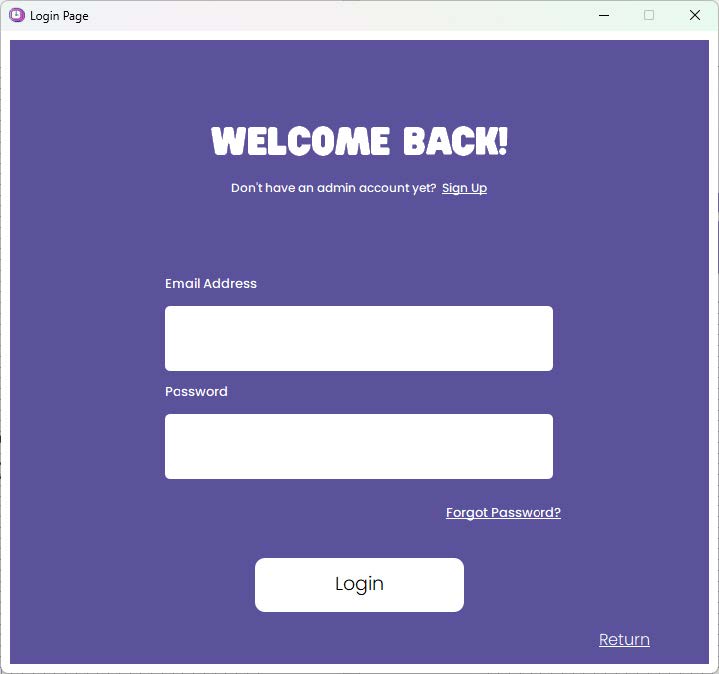 Login Page
WELCOME BACK!
Don't have an admin account yet? Sign Up
Email Address
Password
Forgot Password?
Login
Return